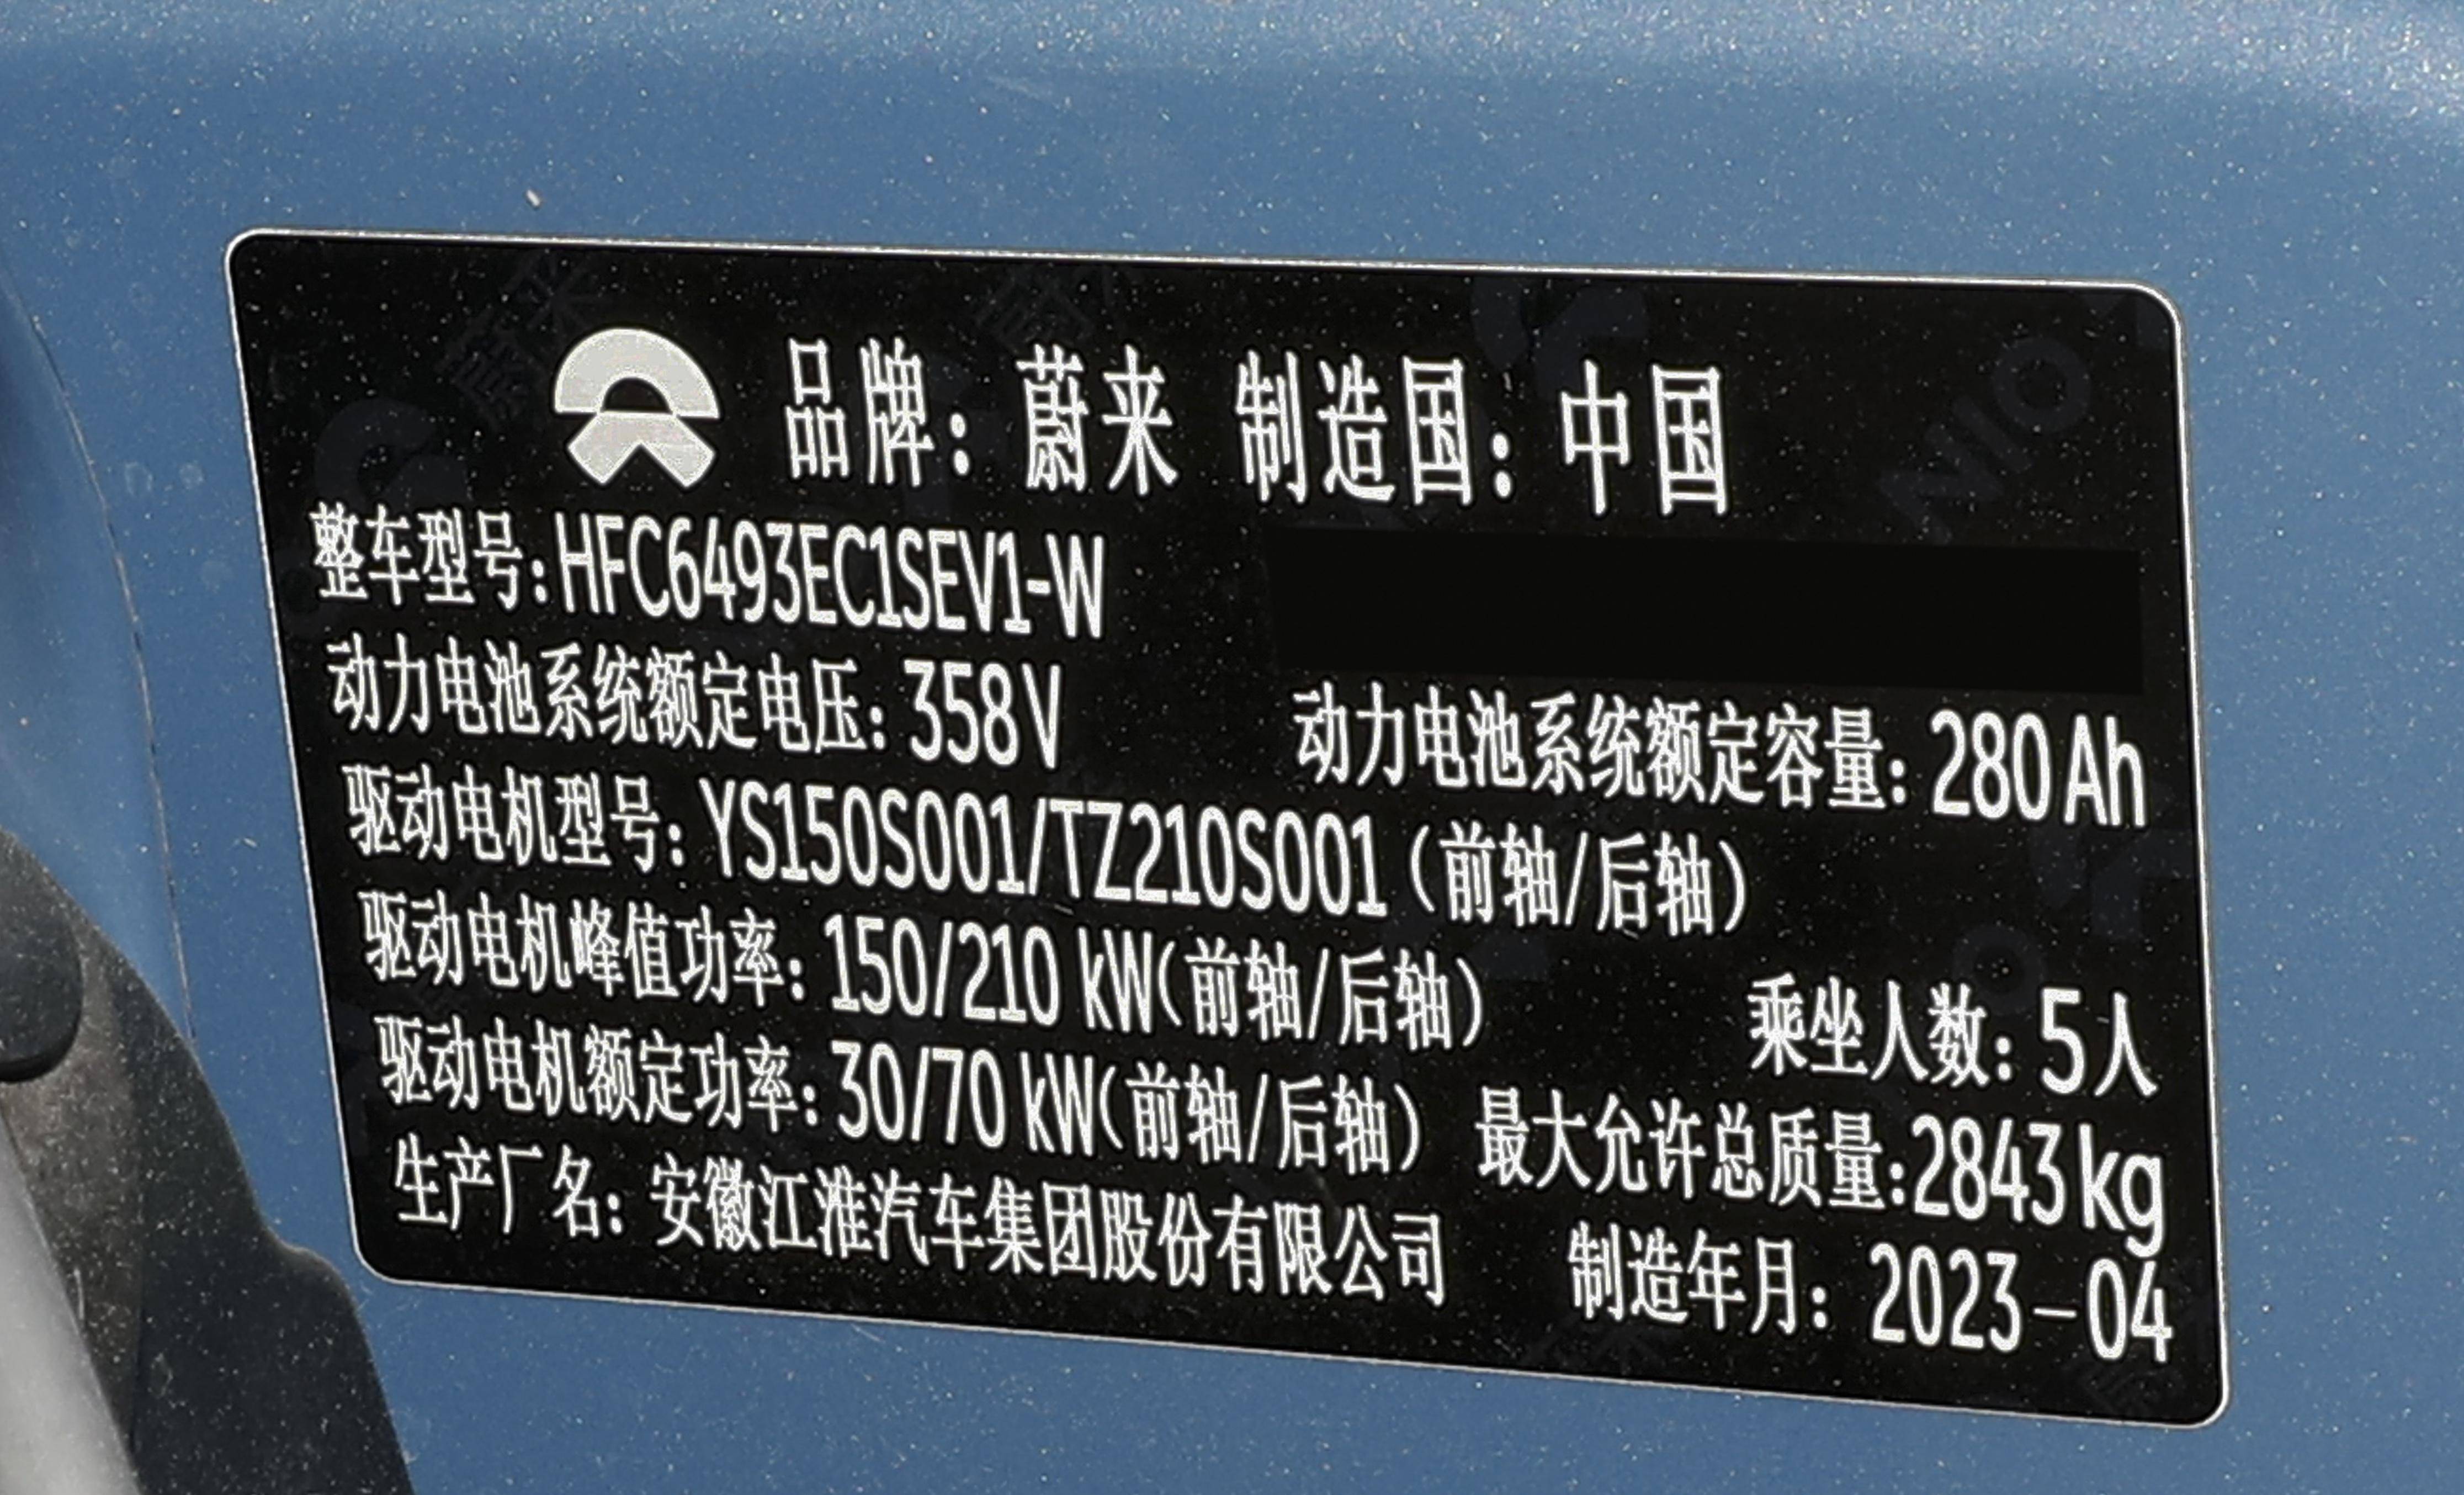 品牌：蔚来 制造国：中国
整车型号：HFC6493EC1SEV1-W
动力电池系统额定电压：358V 动力电池系统额定容量：280Ah
驱动电机型号：YS150S001/TZ210S001（前轴/后轴）
驱动电机峰值功率：150/210 kW（前轴/后轴） 乘坐人数：5人
驱动电机额定功率：30/70 kW（前轴/后轴） 最大允许总质量：2843kg
生产厂名：安徽江淮汽车集团股份有限公司 制造年月：2023-04